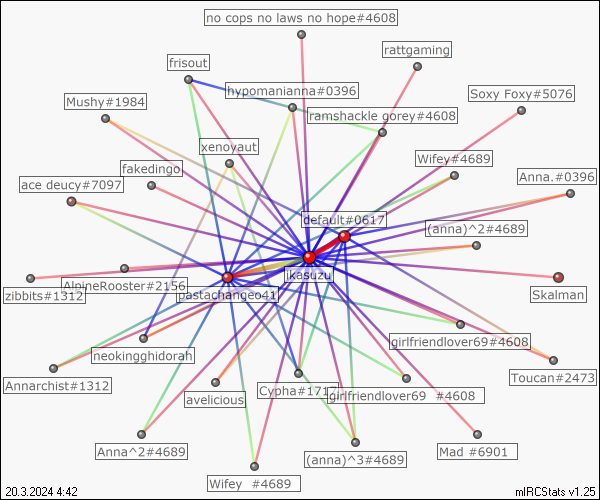 no cops no laws no hope#4608
rattgaming
frisout
hypomanianna#0396
Soxy Foxy#5076
Mushy#1984
ramshackle gorey#4608
xenoyaut
Wifey#4689
fakedingo
Anna.#0396
ace deucy#7097
default#0617
(anna)^2#4689
ikasuzu
AlpineRooster#2156
zibbits#1312
pastachangeo41
Skalman
girlfriendlover69#4608
neokingghidorah
Toucan#2473
Annarchist#1312
Cypha#1717
girlfriendlover69 #4608
avelicious
Anna^2#4689
(anna)^3#4689
Mad #6901
Wifey #4689
20.3.2024 4:42
mIRCStats v1.25